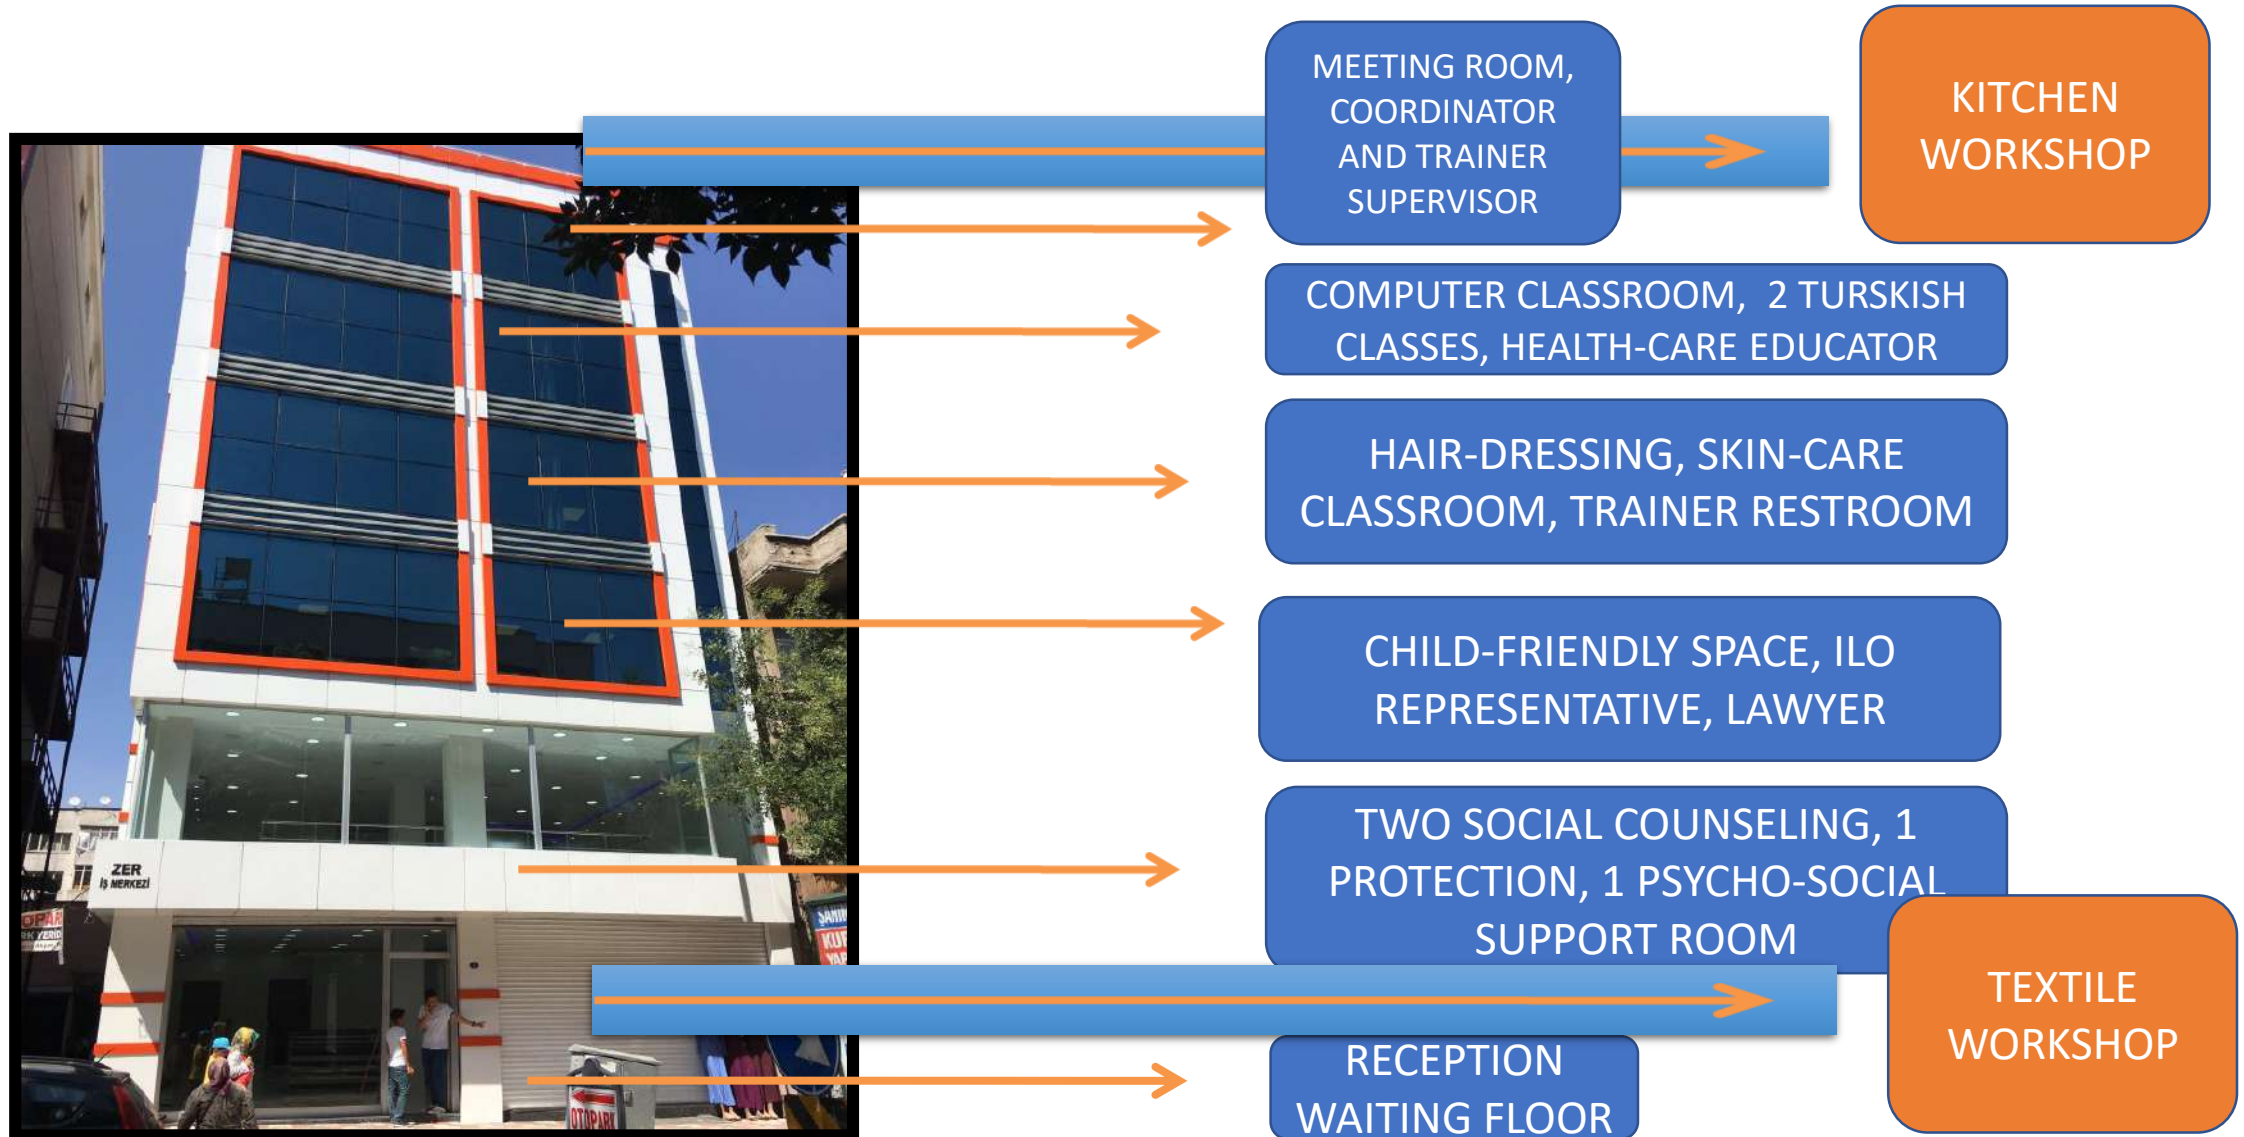 MEETING ROOM,
COORDINATOR
AND TRAINER
SUPERVISOR
KITCHEN
WORKSHOP
COMPUTER CLASSROOM, 2 TURSKISH
CLASSES, HEALTH-CARE EDUCATOR
HAIR-DRESSING, SKIN-CARE
CLASSROOM, TRAINER RESTROOM
CHILD-FRIENDLY SPACE, ILO
REPRESENTATIVE, LAWYER
TWO SOCIAL COUNSELING, 1
PROTECTION, 1 PSYCHO-SOCIAL
SUPPORT ROOM
TEXTILE
WORKSHOP
RECEPTION
WAITING FLOOR
ZER
İŞ MERKEZİ
OTOPARK